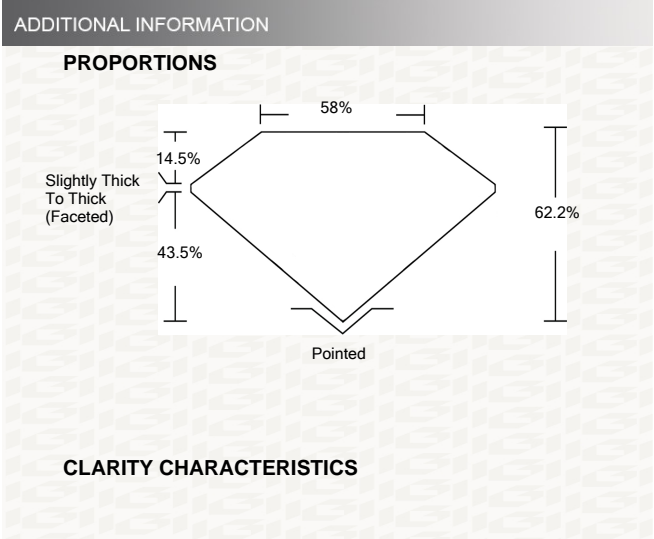 ADDITIONAL INFORMATION
PROPORTIONS
58%
14.5%
Slightly Thick
To Thick
(Faceted)
62.2%
43.5%
Pointed
CLARITY CHARACTERISTICS